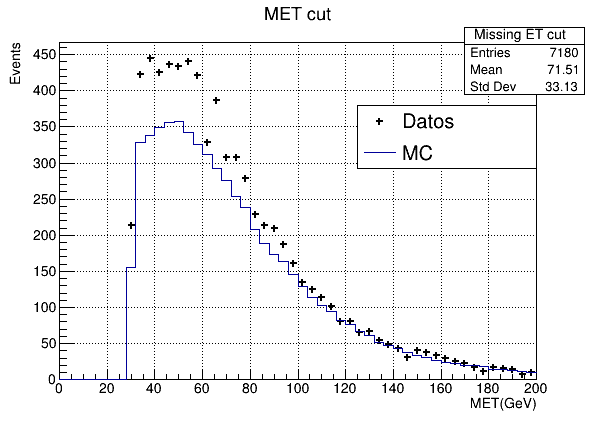 MET cut
Missing ET cut
Entries 7180
Mean 71.51
Std Dev 33.13
Events
450
400
350
300
250
200
150
100
50
0
Datos
MC
0 20 40 60 80 100 120 140 160 180 200
MET(GeV)